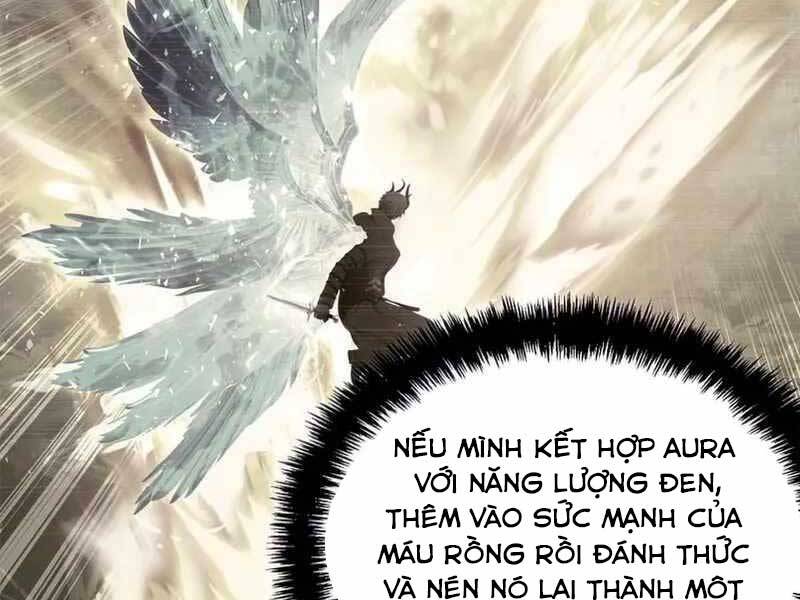 NẾU MÌNH KẾT HỢP AURA
VỚI NĂNG LƯỢNG ĐEN,
THÊM VÀO SỨC MẠNH CỦA
MÁU RỒNG RỒI ĐÁNH THỨC
VÀ NÉN NÓ LẠI THÀNH MỘT